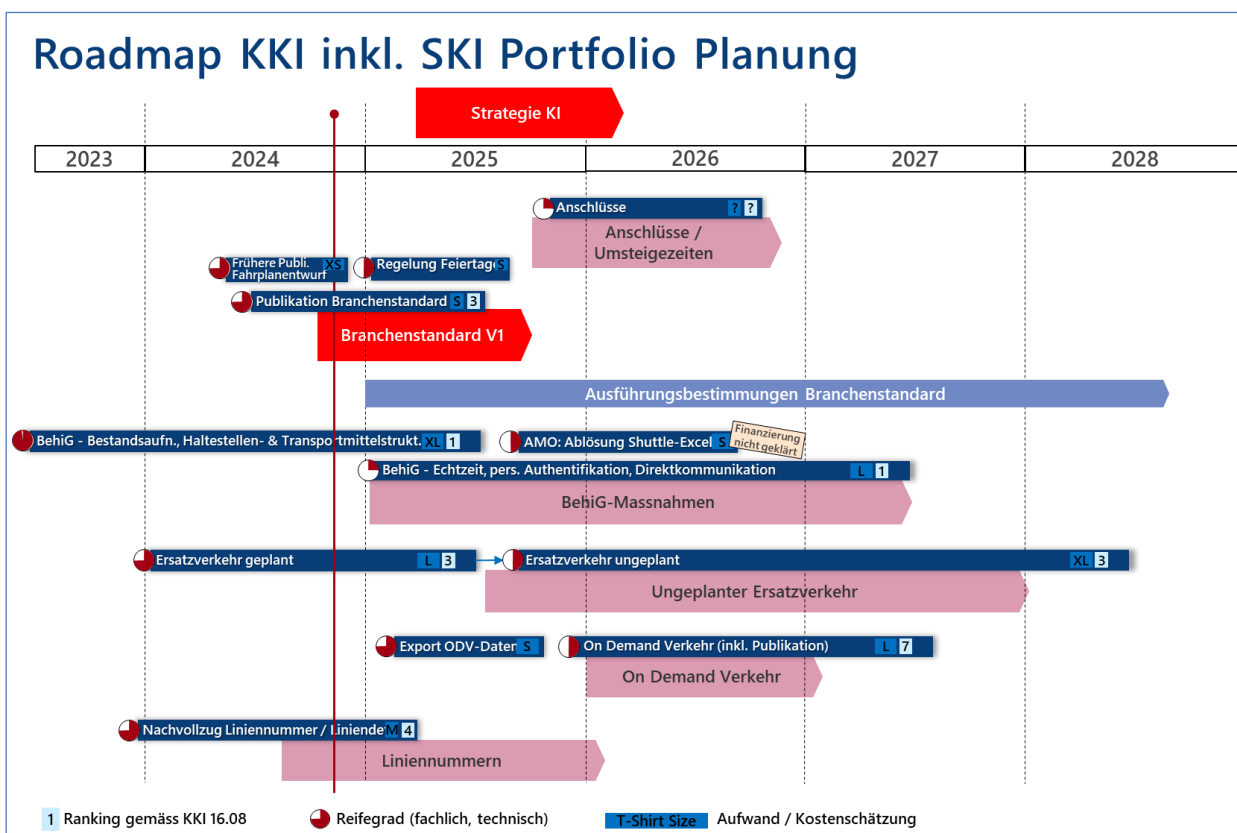 Roadmap KKI inkl. SKI Portfolio Planung
Strategie KI
2023 2024 2025 2026 2027 2028
Anschlüsse ? ?
Anschlüsse /
Umsteigezeiten
Frühere Publ. XS
Fahrplanentwurf
Regelung Feiertage S
Publikation Branchenstandard S 3
Branchenstandard V1
Ausführungsbestimmungen Branchenstandard
BehiG - Bestandsaufn., Haltestellen- & Transportmittelstrukt. XL 1
AMO: Ablösung Shuttle-Excel S
Finanzierung
nicht geklärt
BehiG - Echtzeit, pers. Authentifikation, Direktkommunikation L 1
BehiG-Massnahmen
Ersatzverkehr geplant L 3
Ersatzverkehr ungeplant XL 3
Ungeplanter Ersatzverkehr
Export ODV-Daten S
On Demand Verkehr (inkl. Publikation) L 7
On Demand Verkehr
Nachvollzug Liniennummer / Liniende M 4
Liniennummern
1 Ranking gemäss KKI 16.08
Reifegrad (fachlich, technisch)
T-Shirt Size Aufwand / Kostenschätzung